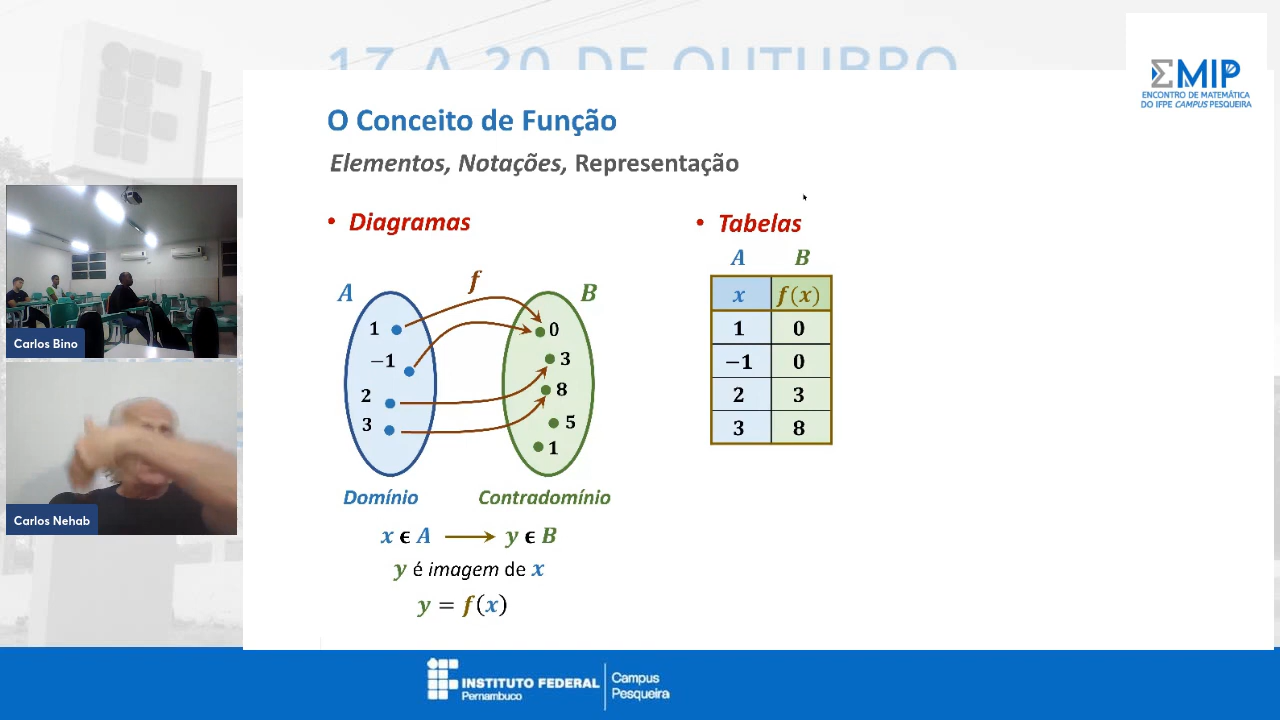 17 A 20 DE OUTUBRO
ΣMIP
ENCONTRO DE MATEMÁTICA
DO IFPE CAMPUS PESQUEIRA
O Conceito de Função
Elementos, Notações, Representação
• Diagramas
f
A
B
1
−1
2
3
0
3
8
5
1
Domínio
Contradomínio
x ϵ A → y ϵ B
y é imagem de x
y = f(x)
• Tabelas
A B
x f(x)
1 0
−1 0
2 3
3 8
Carlos Bino
Carlos Nehab
INSTITUTO FEDERAL
Pernambuco
Campus
Pesqueira